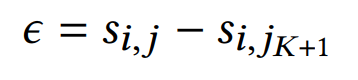 ϵ = s_{i,j} − s_{i,j_{K+1}}